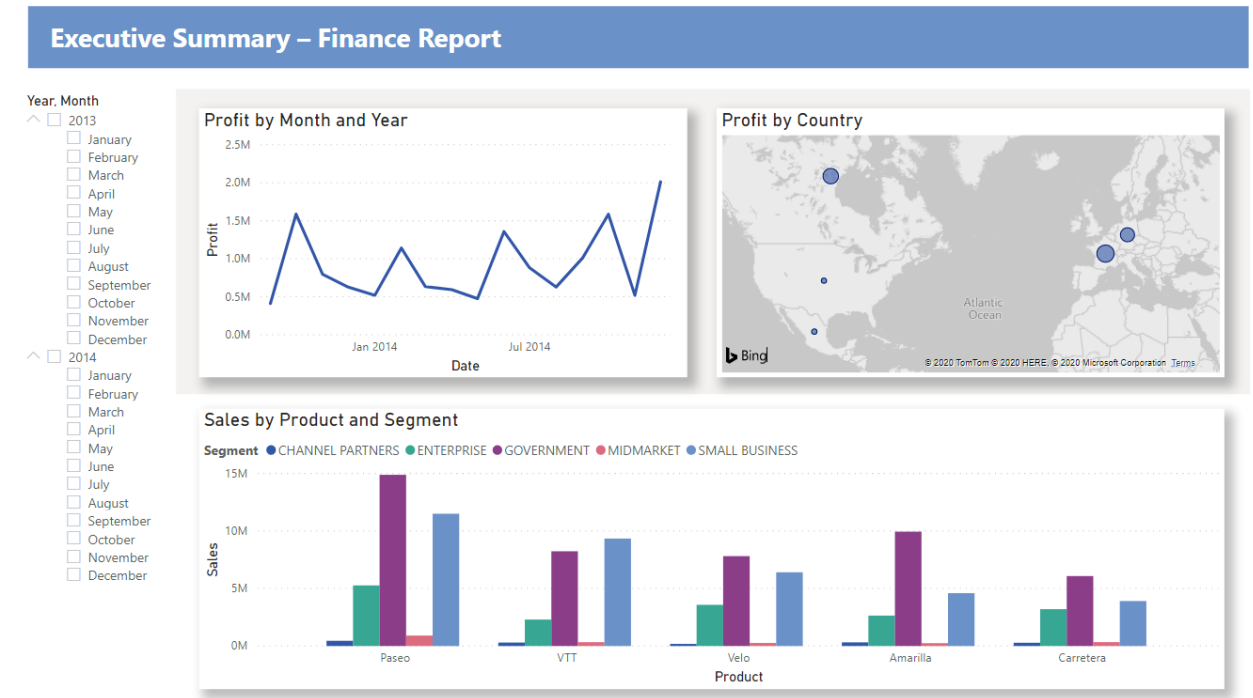 Executive Summary – Finance Report
Year, Month
2013
January
February
March
April
May
June
July
August
September
October
November
December
2014
January
February
March
April
May
June
July
August
September
October
November
December
Profit by Month and Year
2.5M
2.0M
1.5M
1.0M
0.5M
0.0M
Profit
Jan 2014 Jul 2014
Date
Profit by Country
Atlantic
Ocean
Bing
© 2020 TomTom © 2020 HERE, © 2020 Microsoft Corporation Terms
Sales by Product and Segment
Segment CHANNEL PARTNERS ENTERPRISE GOVERNMENT MIDMARKET SMALL BUSINESS
15M
10M
5M
0M
Sales
Paseo VTT Velo Amarilla Carretera
Product